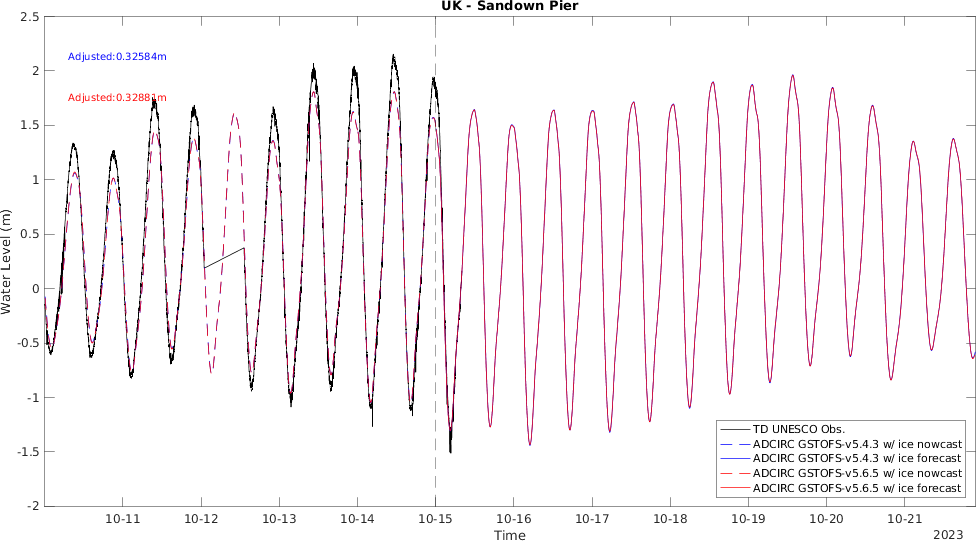 UK - Sandown Pier
Adjusted:0.32584m
Adjusted:0.32881m
Water Level (m)
2.5
2
1.5
1
0.5
0
-0.5
-1
-1.5
-2
TD UNESCO Obs.
ADCIRC GSTOFS-v5.4.3 w/ ice nowcast
ADCIRC GSTOFS-v5.4.3 w/ ice forecast
ADCIRC GSTOFS-v5.6.5 w/ ice nowcast
ADCIRC GSTOFS-v5.6.5 w/ ice forecast
10-11 10-12 10-13 10-14 10-15 10-16 10-17 10-18 10-19 10-20 10-21
Time
2023